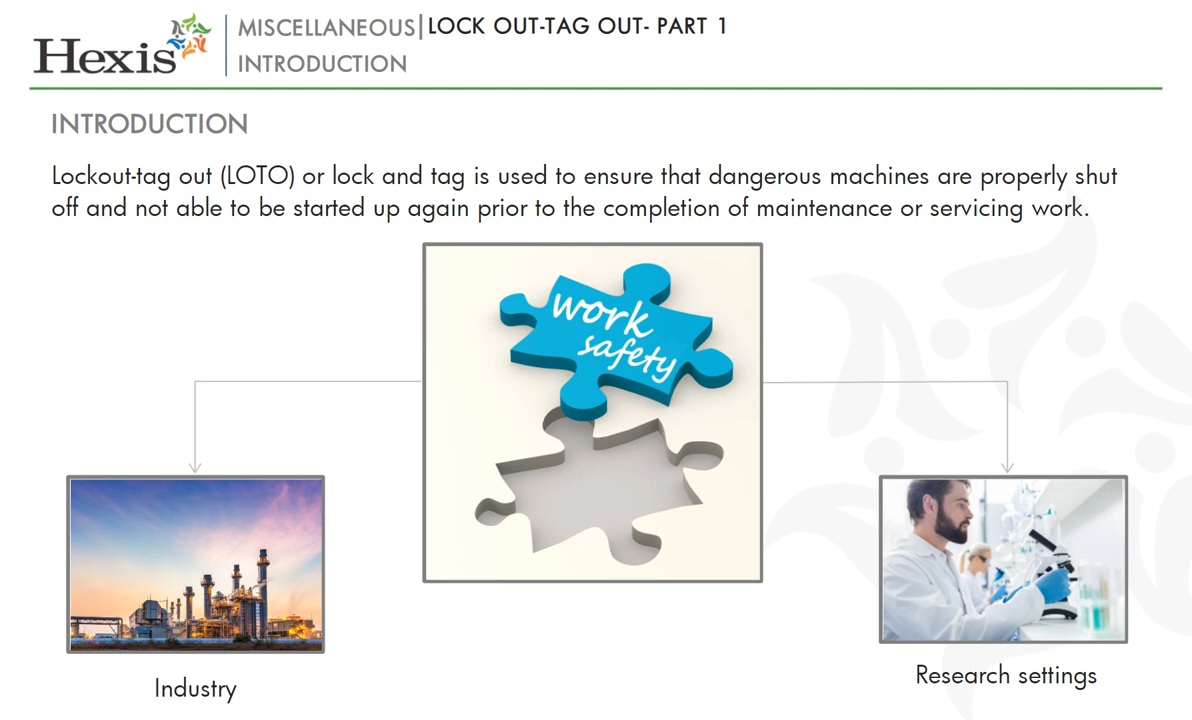 Hexis
MISCELLANEOUS| LOCK OUT-TAG OUT- PART 1
INTRODUCTION
INTRODUCTION
Lockout-tag out (LOTO) or lock and tag is used to ensure that dangerous machines are properly shut
off and not able to be started up again prior to the completion of maintenance or servicing work.
work
safety
Industry
Research settings